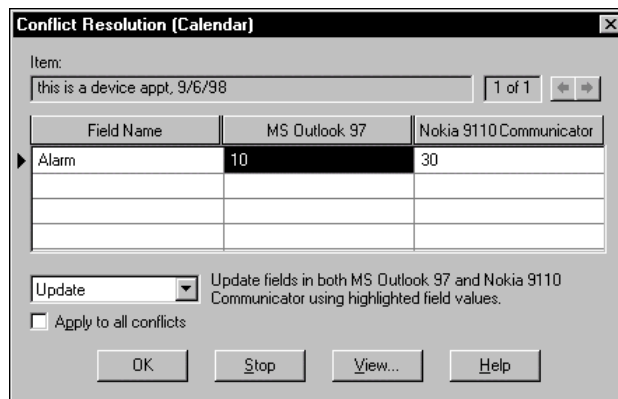 Conflict Resolution (Calendar)
Item:
this is a device appt, 9/6/98 1 of 1
Field Name MS Outlook 97 Nokia 9110 Communicator
Alarm 10 30
Update Update fields in both MS Outlook 97 and Nokia 9110
Communicator using highlighted field values.
Apply to all conflicts
OK Stop View... Help